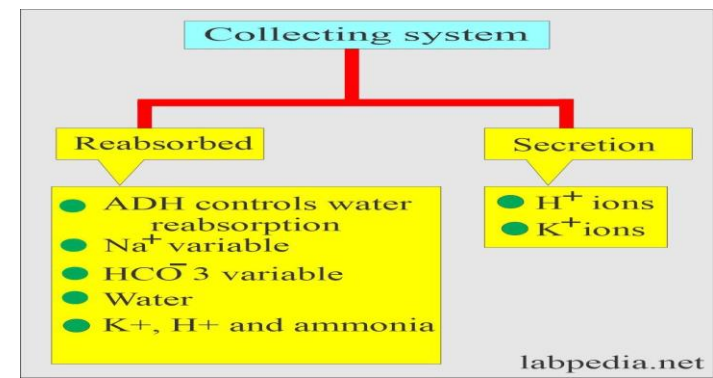 Collecting system
Reabsorbed
ADH controls water
reabsorption
Na⁺ variable
HCO⁻ 3 variable
Water
K+, H+ and ammonia
Secretion
H⁺ ions
K⁺ ions
labpedia.net